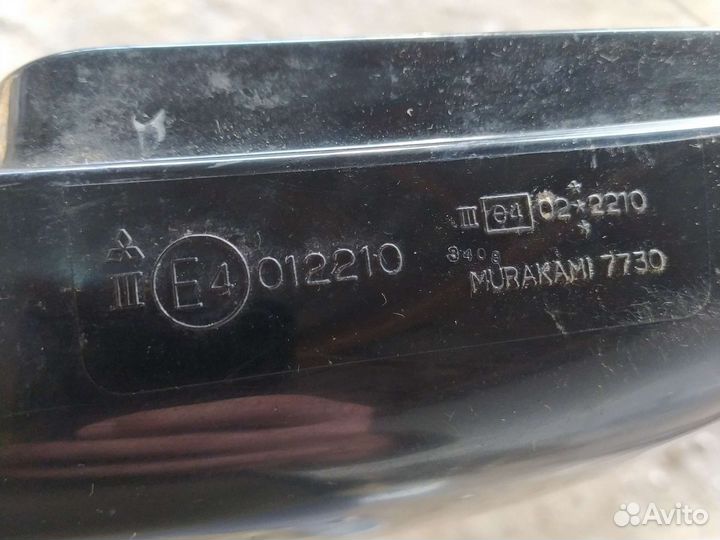 III E4 012210
III e4 02*2210
3408
MURAKAMI 7730
Avito